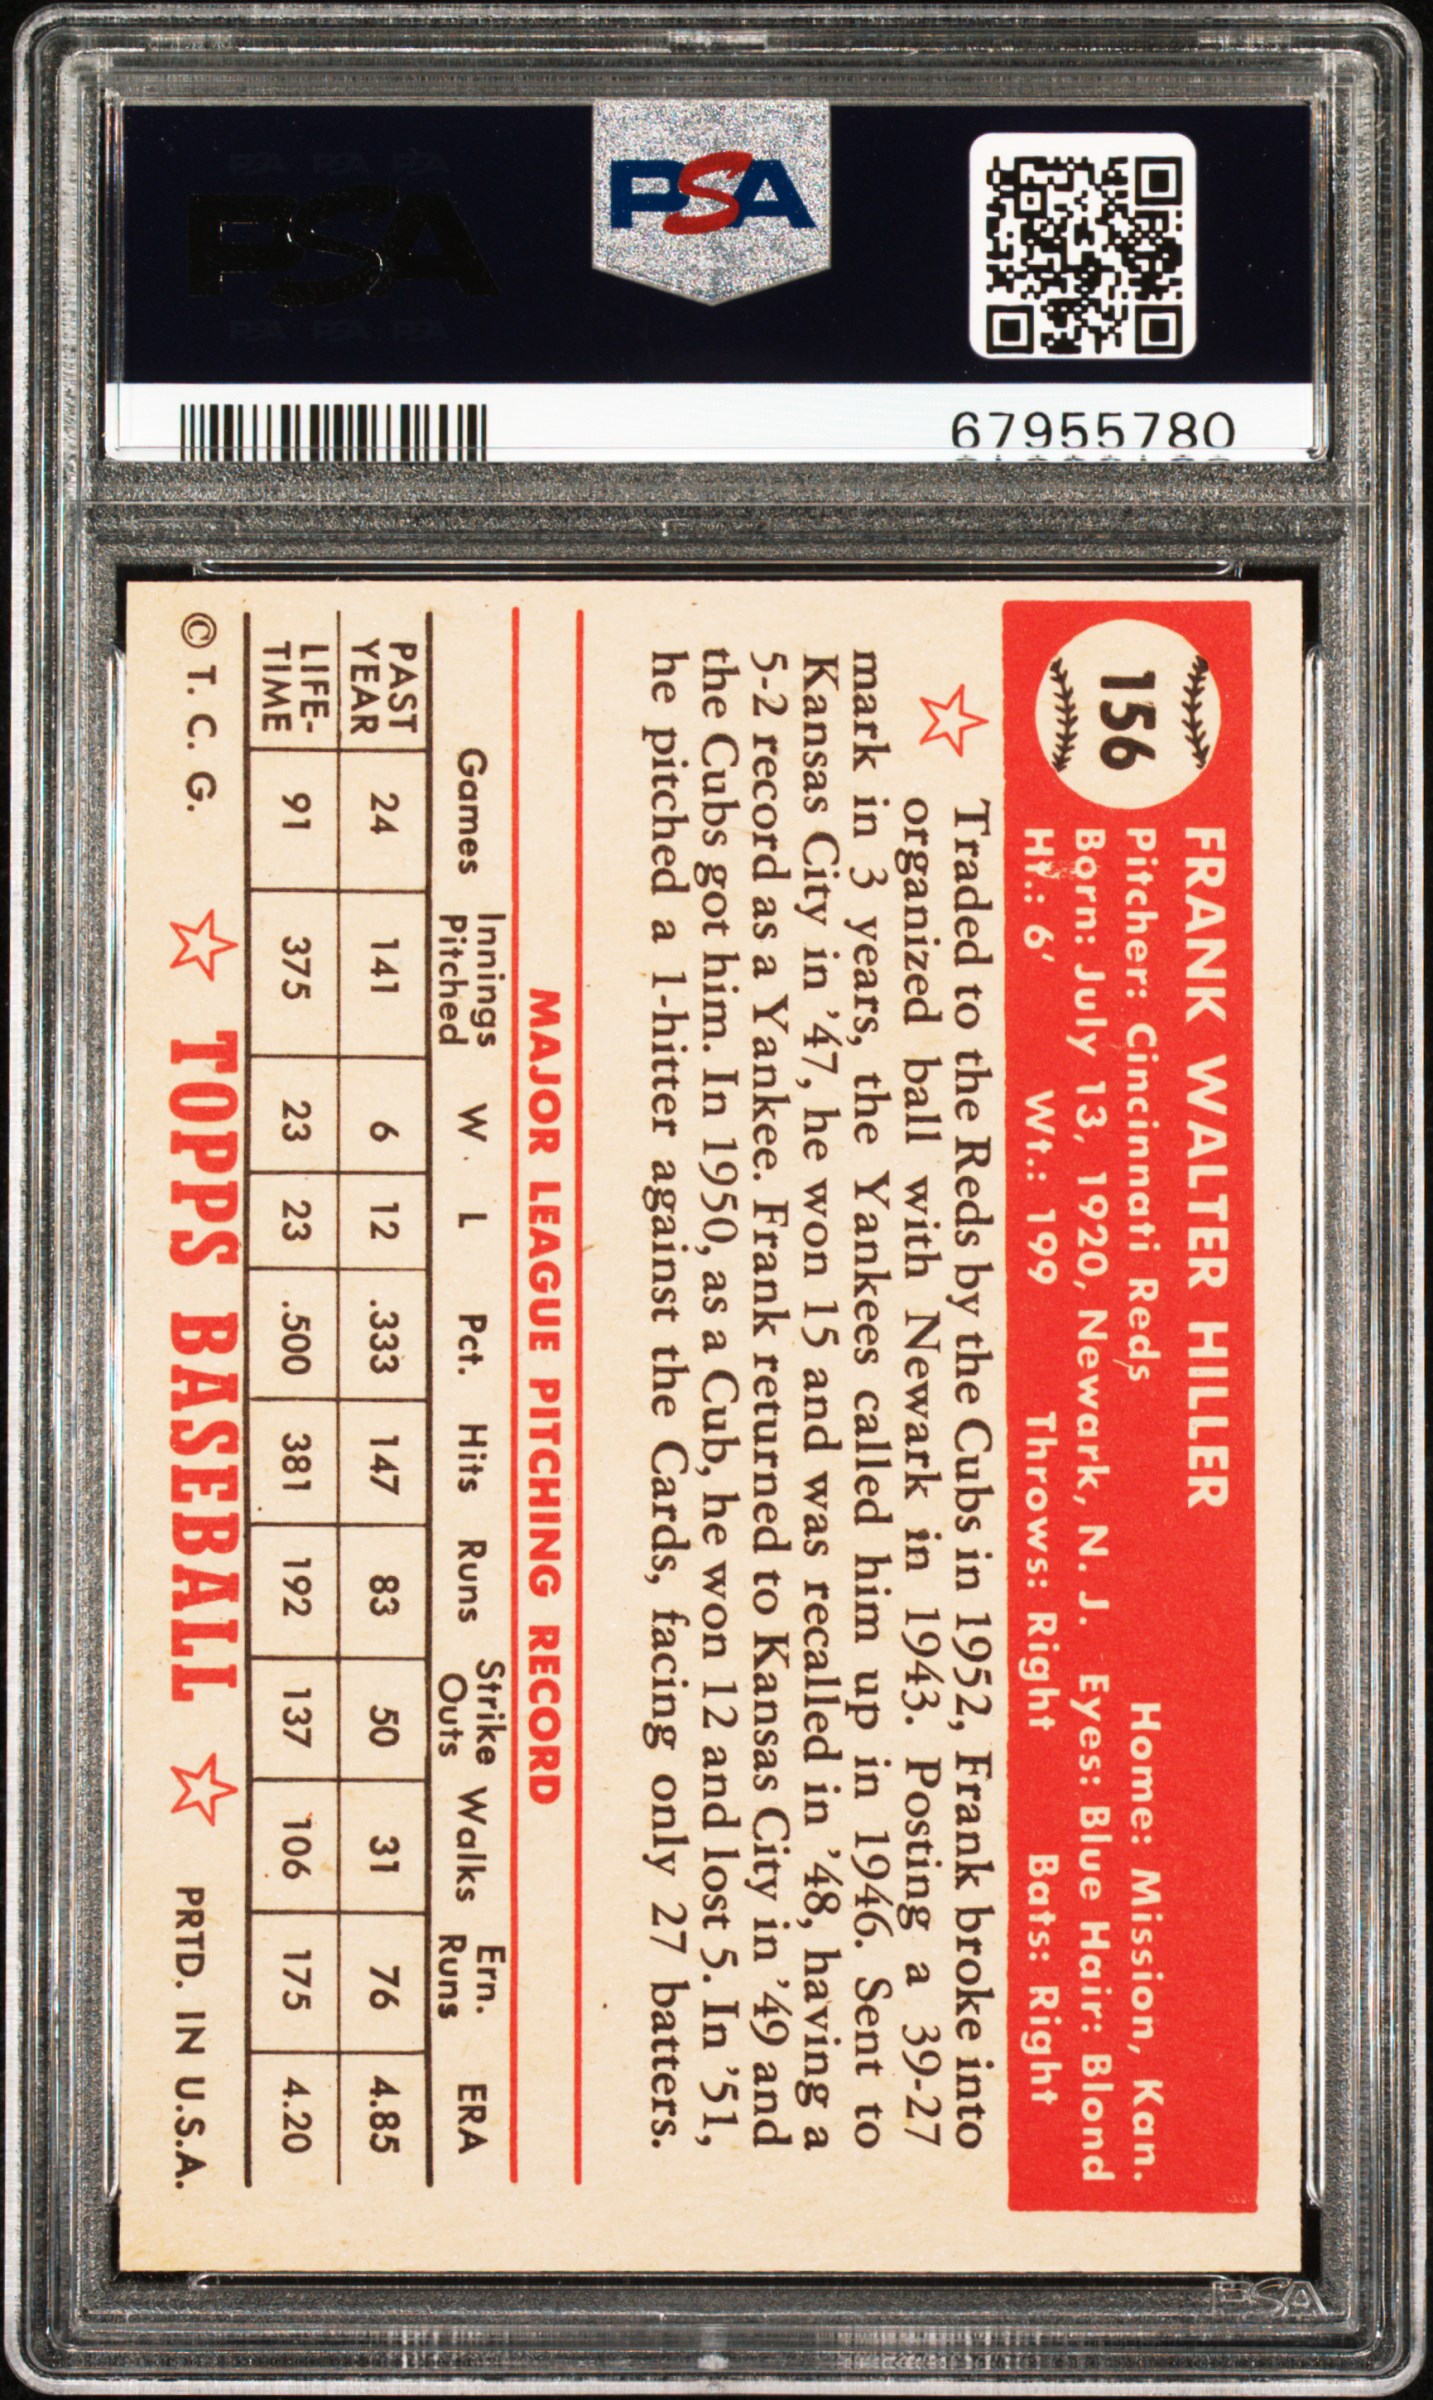 PSA
PSA
67955780
156
FRANK WALTER HILLER
Pitcher: Cincinnati Reds Home: Mission, Kan.
Born: July 13, 1920, Newark, N. J. Eyes: Blue Hair: Blond
Ht.: 6' Wt.: 199 Throws: Right Bats: Right
Traded to the Reds by the Cubs in 1952, Frank broke into
organized ball with Newark in 1943. Posting a 39-27
mark in 3 years, the Yankees called him up in 1946. Sent to
Kansas City in '47, he won 15 and was recalled in '48, having a
5-2 record as a Yankee. Frank returned to Kansas City in '49 and
the Cubs got him. In 1950, as a Cub, he won 12 and lost 5. In '51,
he pitched a 1-hitter against the Cards, facing only 27 batters.
MAJOR LEAGUE PITCHING RECORD
Games Innings Pitched W L Pct. Hits Runs Strike Outs Walks Ern. Runs ERA
PAST YEAR 24 141 6 12 .333 147 83 50 31 76 4.85
LIFE-TIME 91 375 23 23 .500 381 192 137 106 175 4.20
© T. C. G. TOPPS BASEBALL PRTD. IN U.S.A.
PSA